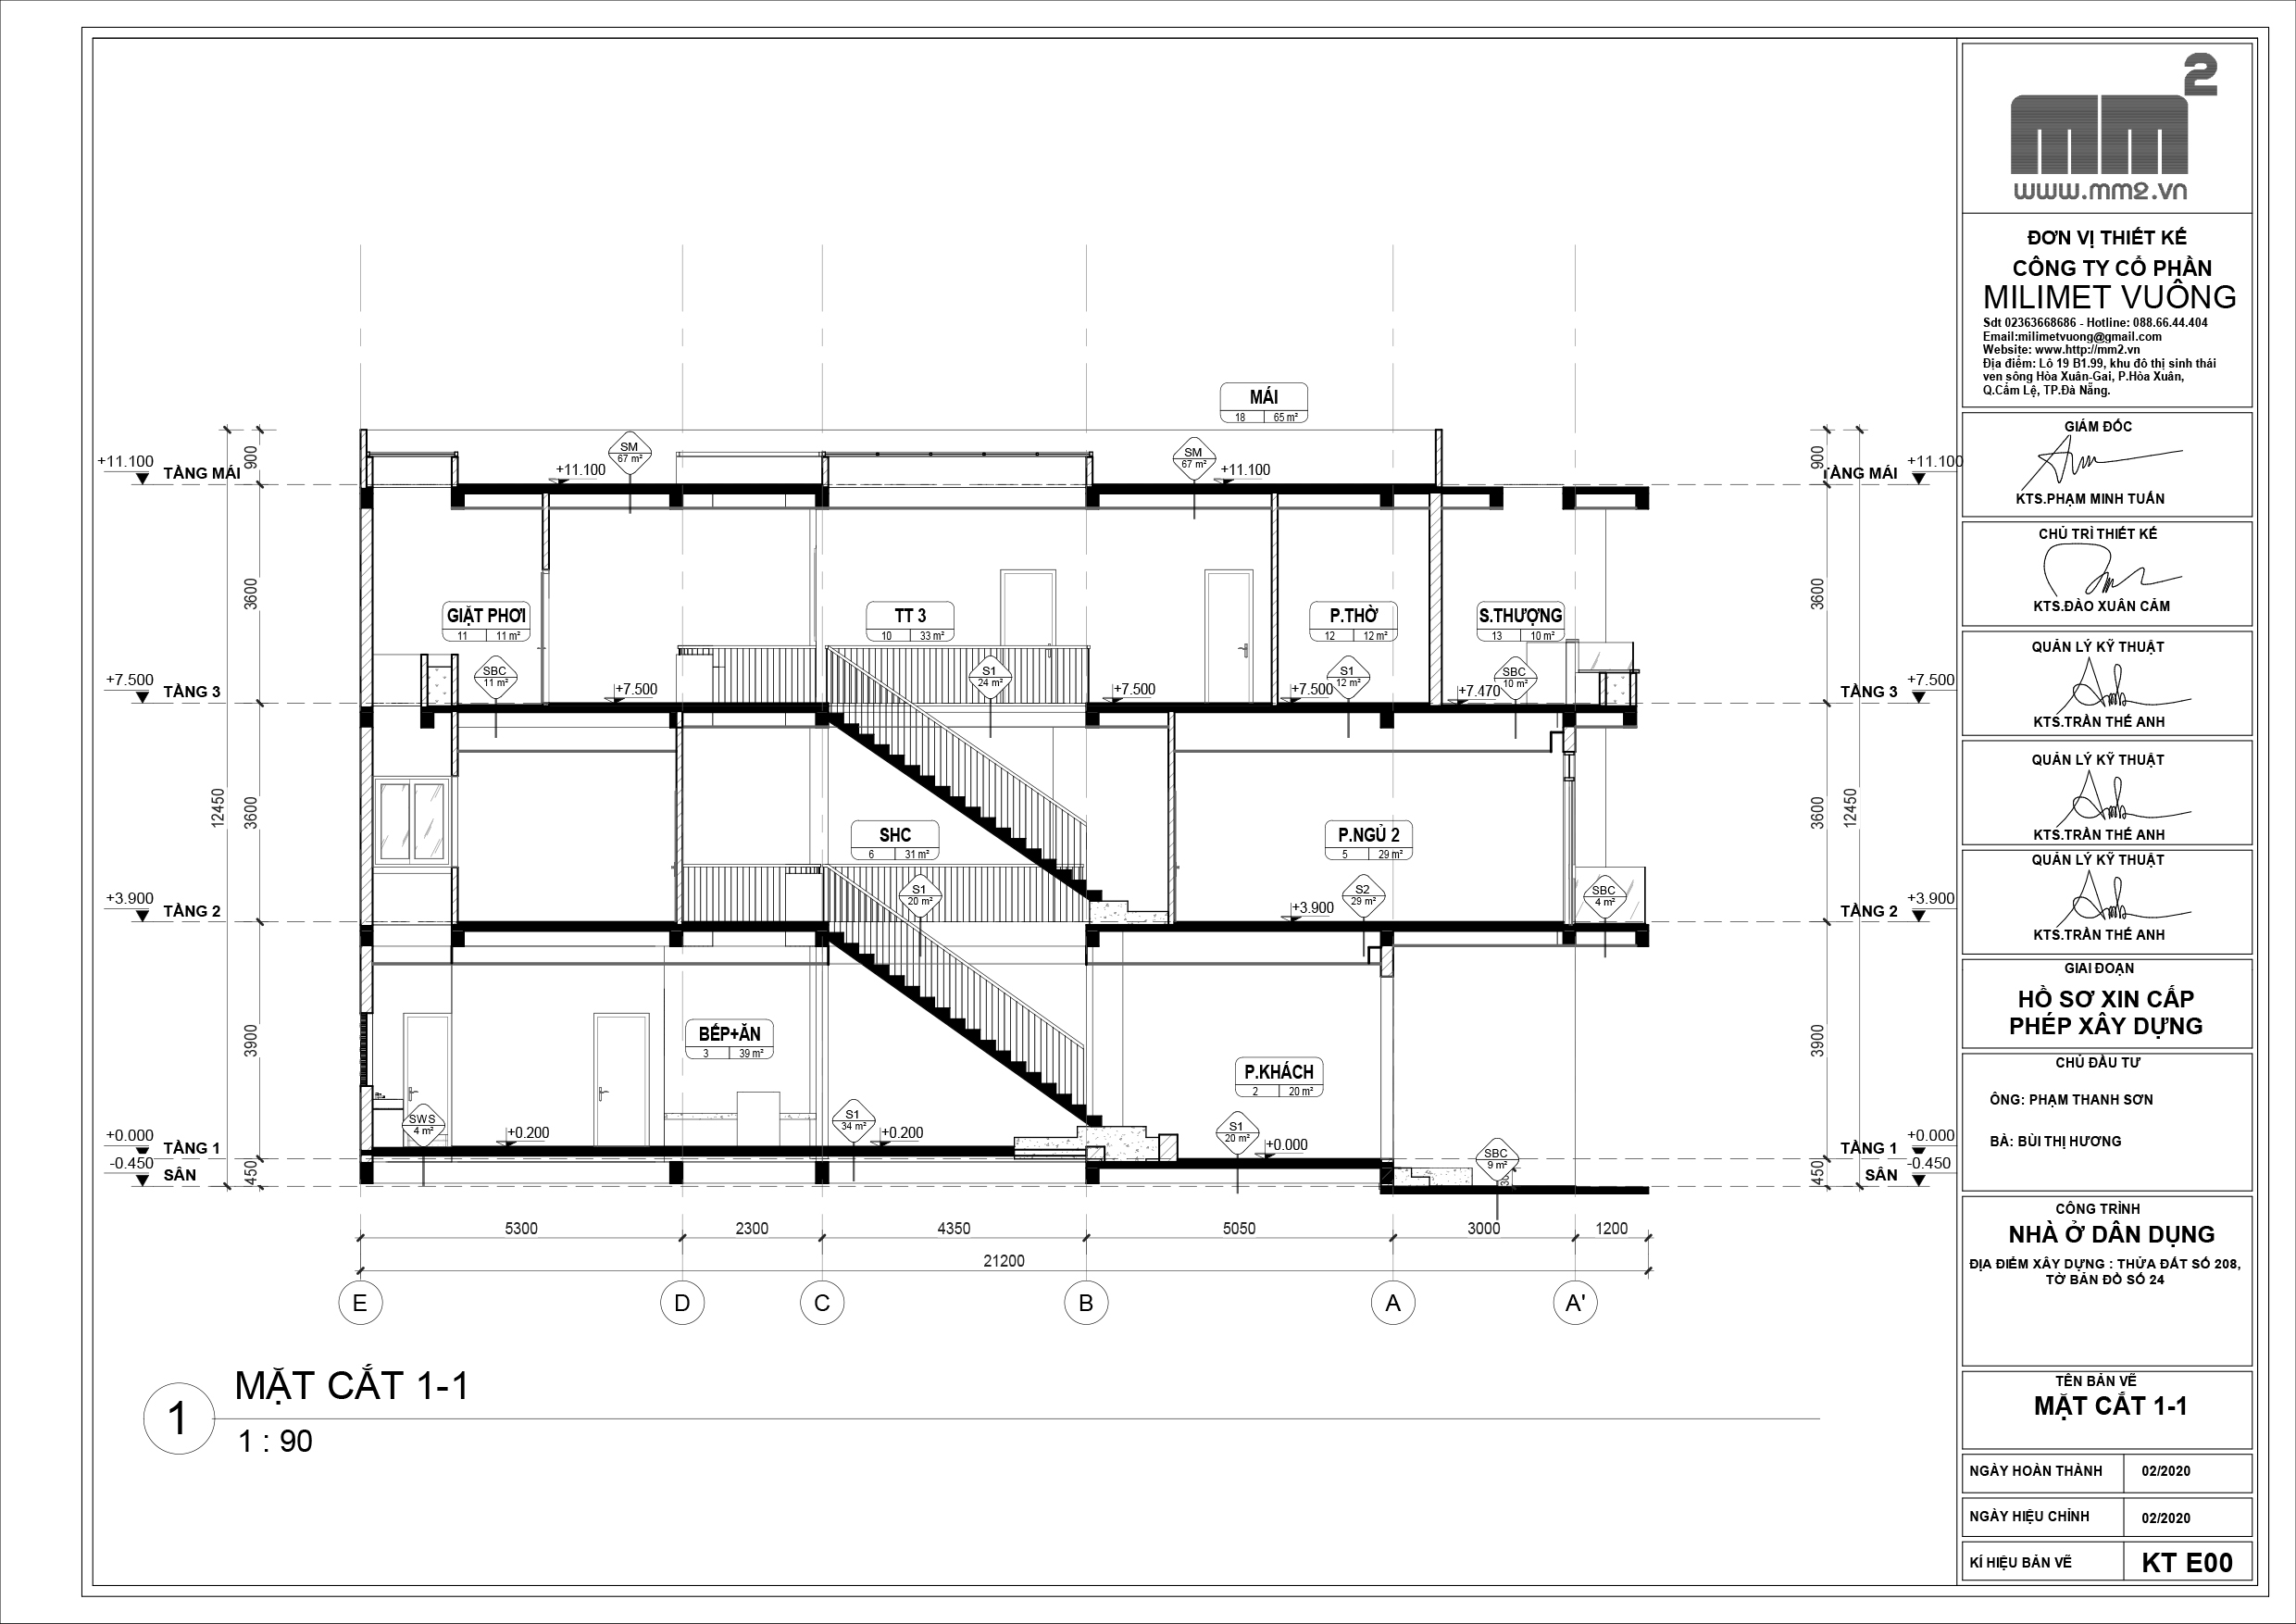 MÁI
18 65 m²
+11.100
TẦNG MÁI
900
SM
67 m²
+11.100
SM
67 m²
+11.100
900
TẦNG MÁI
+11.100
3600
GIẶT PHƠI
11 11 m²
TT 3
10 33 m²
P.THỜ
12 12 m²
S.THƯỢNG
13 10 m²
3600
SBC
11 m²
S1
24 m²
S1
12 m²
SBC
10 m²
+7.500
TẦNG 3
+7.500
+7.500
+7.500
+7.470
TẦNG 3
+7.500
12450
3600
SHC
6 31 m²
P.NGỦ 2
5 29 m²
3600
12450
S1
20 m²
S2
29 m²
SBC
4 m²
+3.900
TẦNG 2
+3.900
TẦNG 2
+3.900
3900
BẾP+ĂN
3 39 m²
P.KHÁCH
2 20 m²
3900
SWS
4 m²
S1
34 m²
S1
20 m²
SBC
9 m²
+0.000
TẦNG 1
+0.200
+0.200
+0.000
TẦNG 1
+0.000
-0.450
SÂN
450
450
SÂN
-0.450
5300 2300 4350 5050 3000 1200
21200
E D C B A A'
1
MẶT CẮT 1-1
1 : 90
mm2
www.mm2.vn
ĐƠN VỊ THIẾT KẾ
CÔNG TY CỔ PHẦN
MILIMET VUÔNG
Sdt 02363668686 - Hotline: 088.66.44.404
Email:milimetvuong@gmail.com
Website: www.http://mm2.vn
Địa điểm: Lô 19 B1.99, khu đô thị sinh thái
ven sông Hòa Xuân-Gai, P.Hòa Xuân,
Q.Cẩm Lệ, TP.Đà Nẵng.
GIÁM ĐỐC
KTS.PHẠM MINH TUẤN
CHỦ TRÌ THIẾT KẾ
KTS.ĐÀO XUÂN CẢM
QUẢN LÝ KỸ THUẬT
KTS.TRẦN THẾ ANH
QUẢN LÝ KỸ THUẬT
KTS.TRẦN THẾ ANH
QUẢN LÝ KỸ THUẬT
KTS.TRẦN THẾ ANH
GIAI ĐOẠN
HỒ SƠ XIN CẤP
PHÉP XÂY DỰNG
CHỦ ĐẦU TƯ
ÔNG: PHẠM THANH SƠN
BÀ: BÙI THỊ HƯƠNG
CÔNG TRÌNH
NHÀ Ở DÂN DỤNG
ĐỊA ĐIỂM XÂY DỰNG : THỬA ĐẤT SỐ 208,
TỜ BẢN ĐỒ SỐ 24
TÊN BẢN VẼ
MẶT CẮT 1-1
NGÀY HOÀN THÀNH 02/2020
NGÀY HIỆU CHỈNH 02/2020
KÍ HIỆU BẢN VẼ KT E00